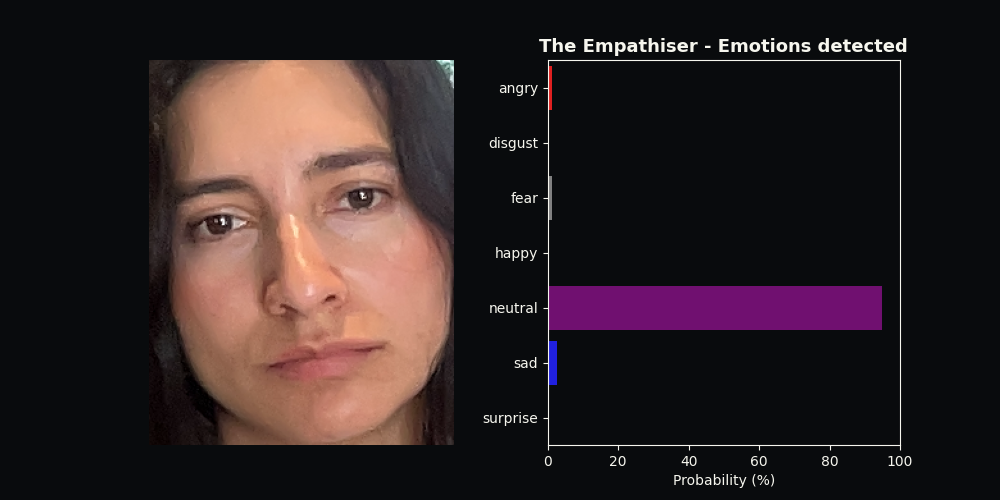 The Empathiser - Emotions detected
angry
disgust
fear
happy
neutral
sad
surprise
0 20 40 60 80 100
Probability (%)